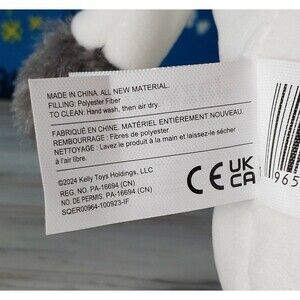 MADE IN CHINA. ALL NEW MATERIAL.
FILLING: Polyester Fiber
TO CLEAN: Hand wash, then air dry.
FABRIQUÉ EN CHINE. MATÉRIEL ENTIÈREMENT NOUVEAU.
REMBOURRAGE : Fibres de polyester
NETTOYAGE : Lavez le produit à la main et laissez-le sécher
à l'air libre.
©2024 Kelly Toys Holdings, LLC
REG. NO. PA-16694 (CN)
NO. DE PERMIS. PA-16694 (CN)
SQER00964-100923-IF
CE UK
CA
965